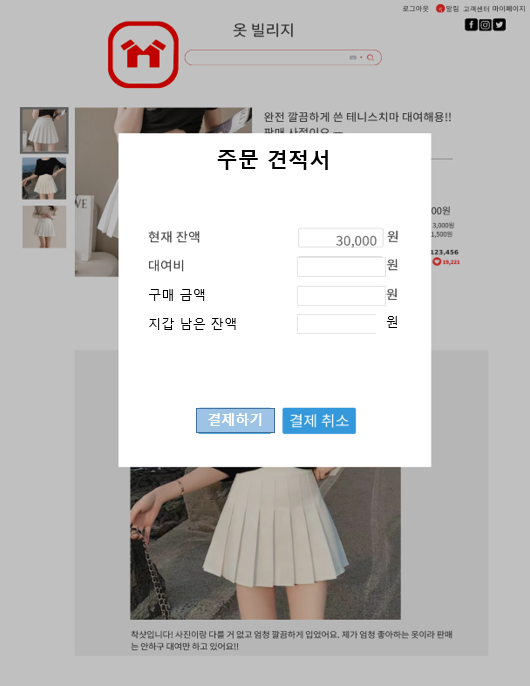 로그아웃 알림 고객센터 마이페이지
옷 빌리지
완전 깔끔하게 쓴 테니스치마 대여해용!!
판매 사절이요 ㅡ
주문 견적서
현재 잔액 30,000 원
대여비 원
구매 금액 원
지갑 남은 잔액 원
00원
3,000원
1,500원
123,456
19,221
결제하기 결제 취소
착샷입니다! 사진이랑 다를 거 없고 엄청 깔끔하게 입었어요. 제가 엄청 좋아하는 옷이라 판매
는 안하구 대여만 하고 있어요!!